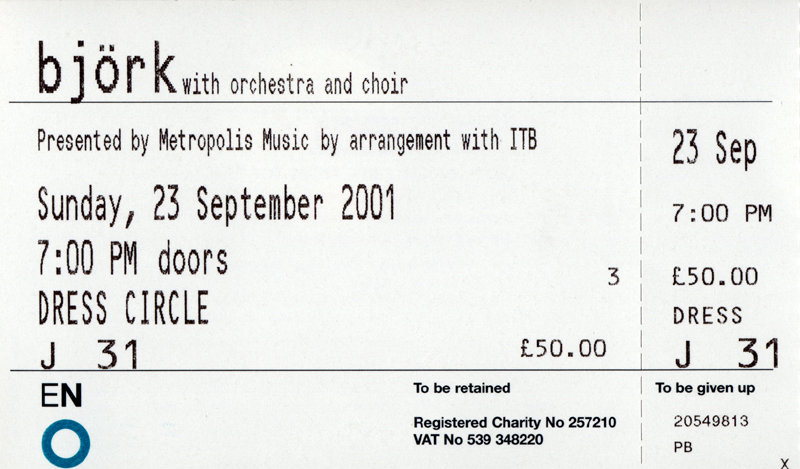 björk with orchestra and choir
Presented by Metropolis Music by arrangement with ITB
Sunday, 23 September 2001
7:00 PM doors
3
DRESS CIRCLE
J 31
£50.00
ENO
To be retained
Registered Charity No 257210
VAT No 539 348220
23 Sep
7:00 PM
£50.00
DRESS
J 31
To be given up
20549813
PB
X